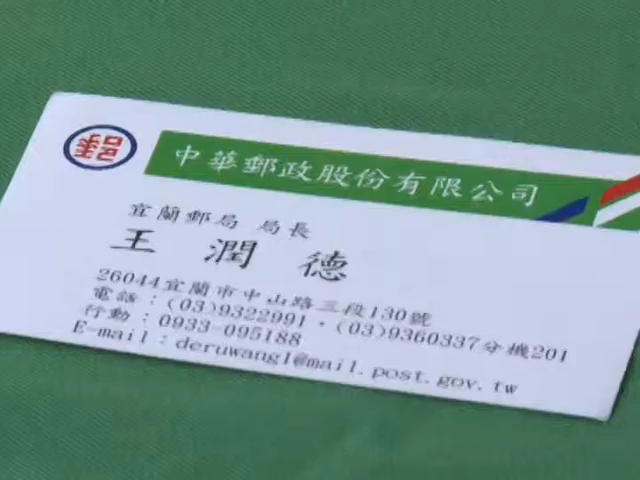 郵
中華郵政股份有限公司
宜蘭郵局 局長
王 潤 德
26044宜蘭市中山路三段130號
電話：(03)9322991・(03)9360337分機201
行動：0933-095188
E-mail：deruwang1@mail.post.gov.tw